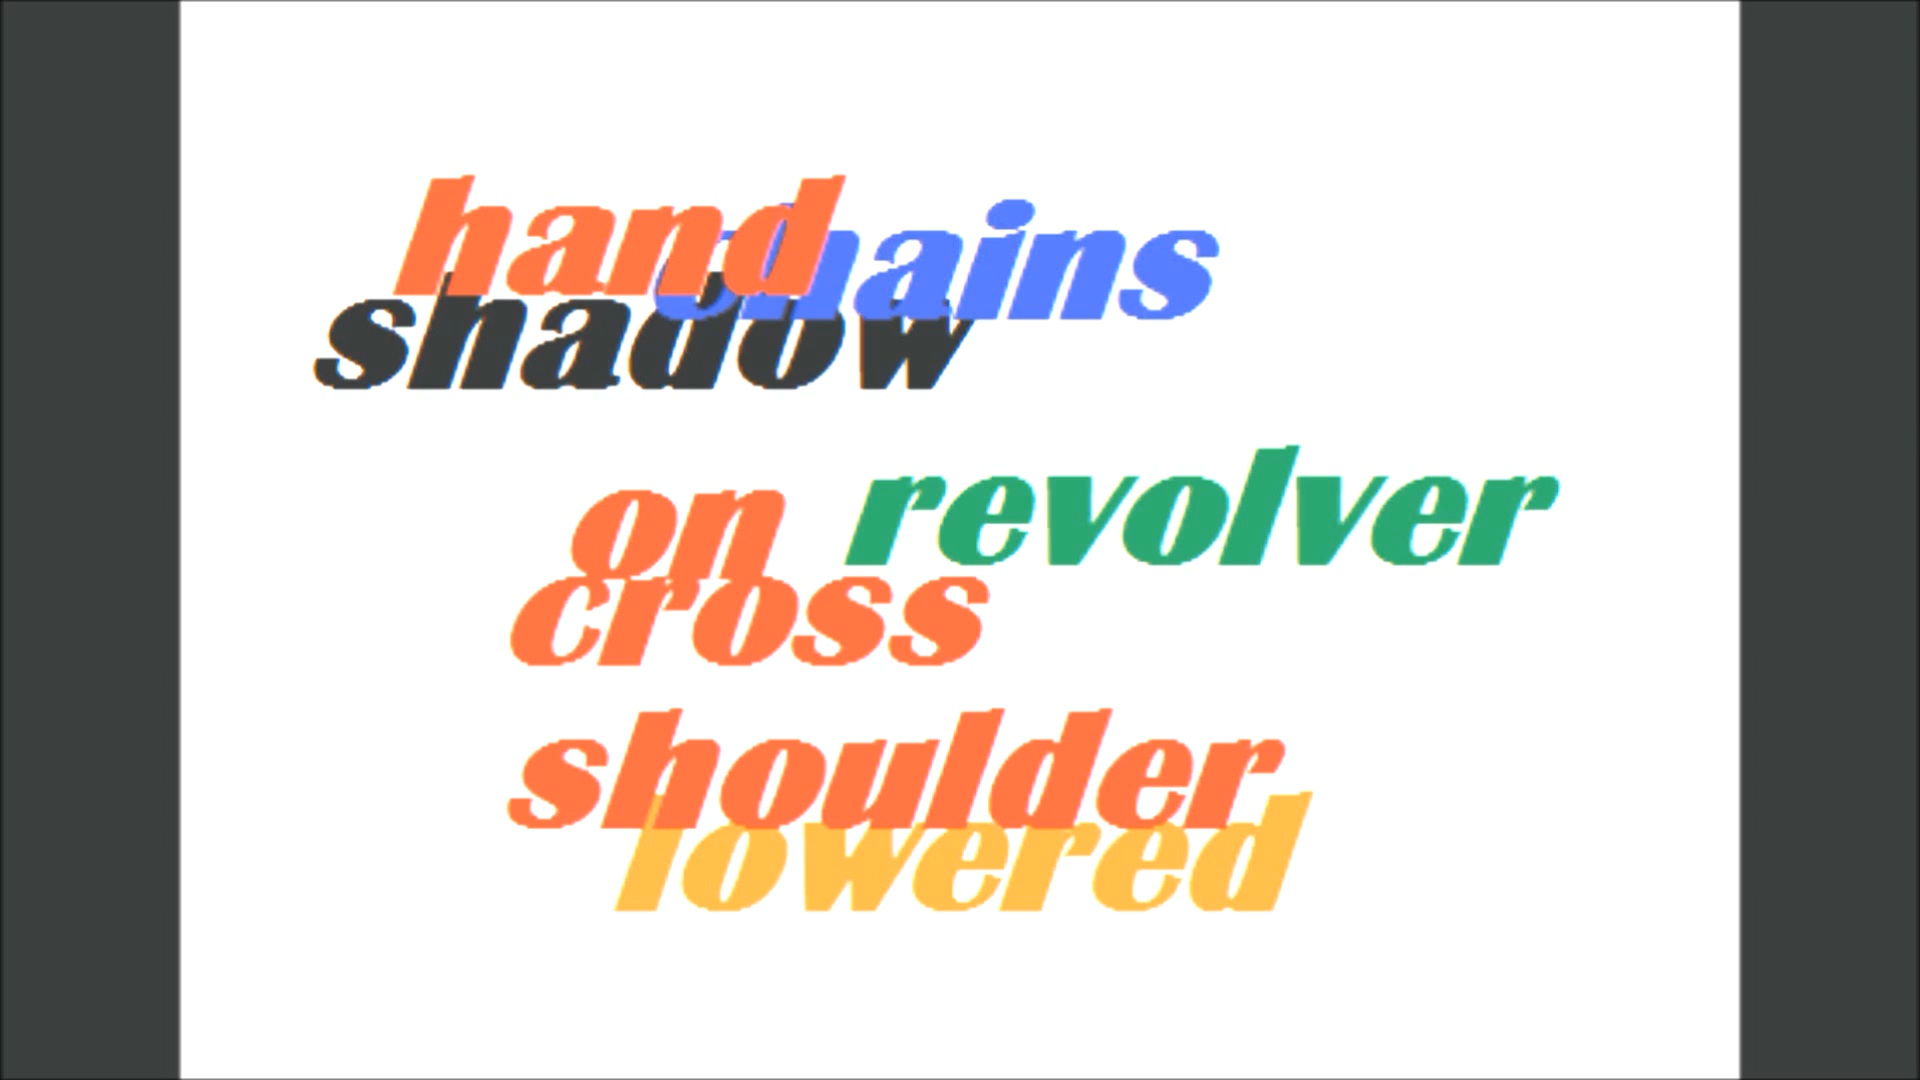 hand chains
shadow
on revolver
cross
shoulder
lowered